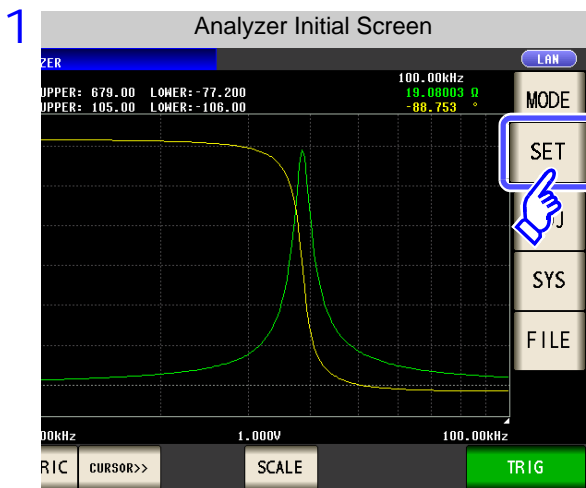 1
Analyzer Initial Screen
ZER
LAN
100.00kHz
UPPER: 679.00 LOWER:-77.200 19.08003 Ω
UPPER: 105.00 LOWER:-106.00 -88.753 °
MODE
SET
SYS
FILE
00kHz 1.000V 100.00kHz
RIC CURSOR>> SCALE TRIG